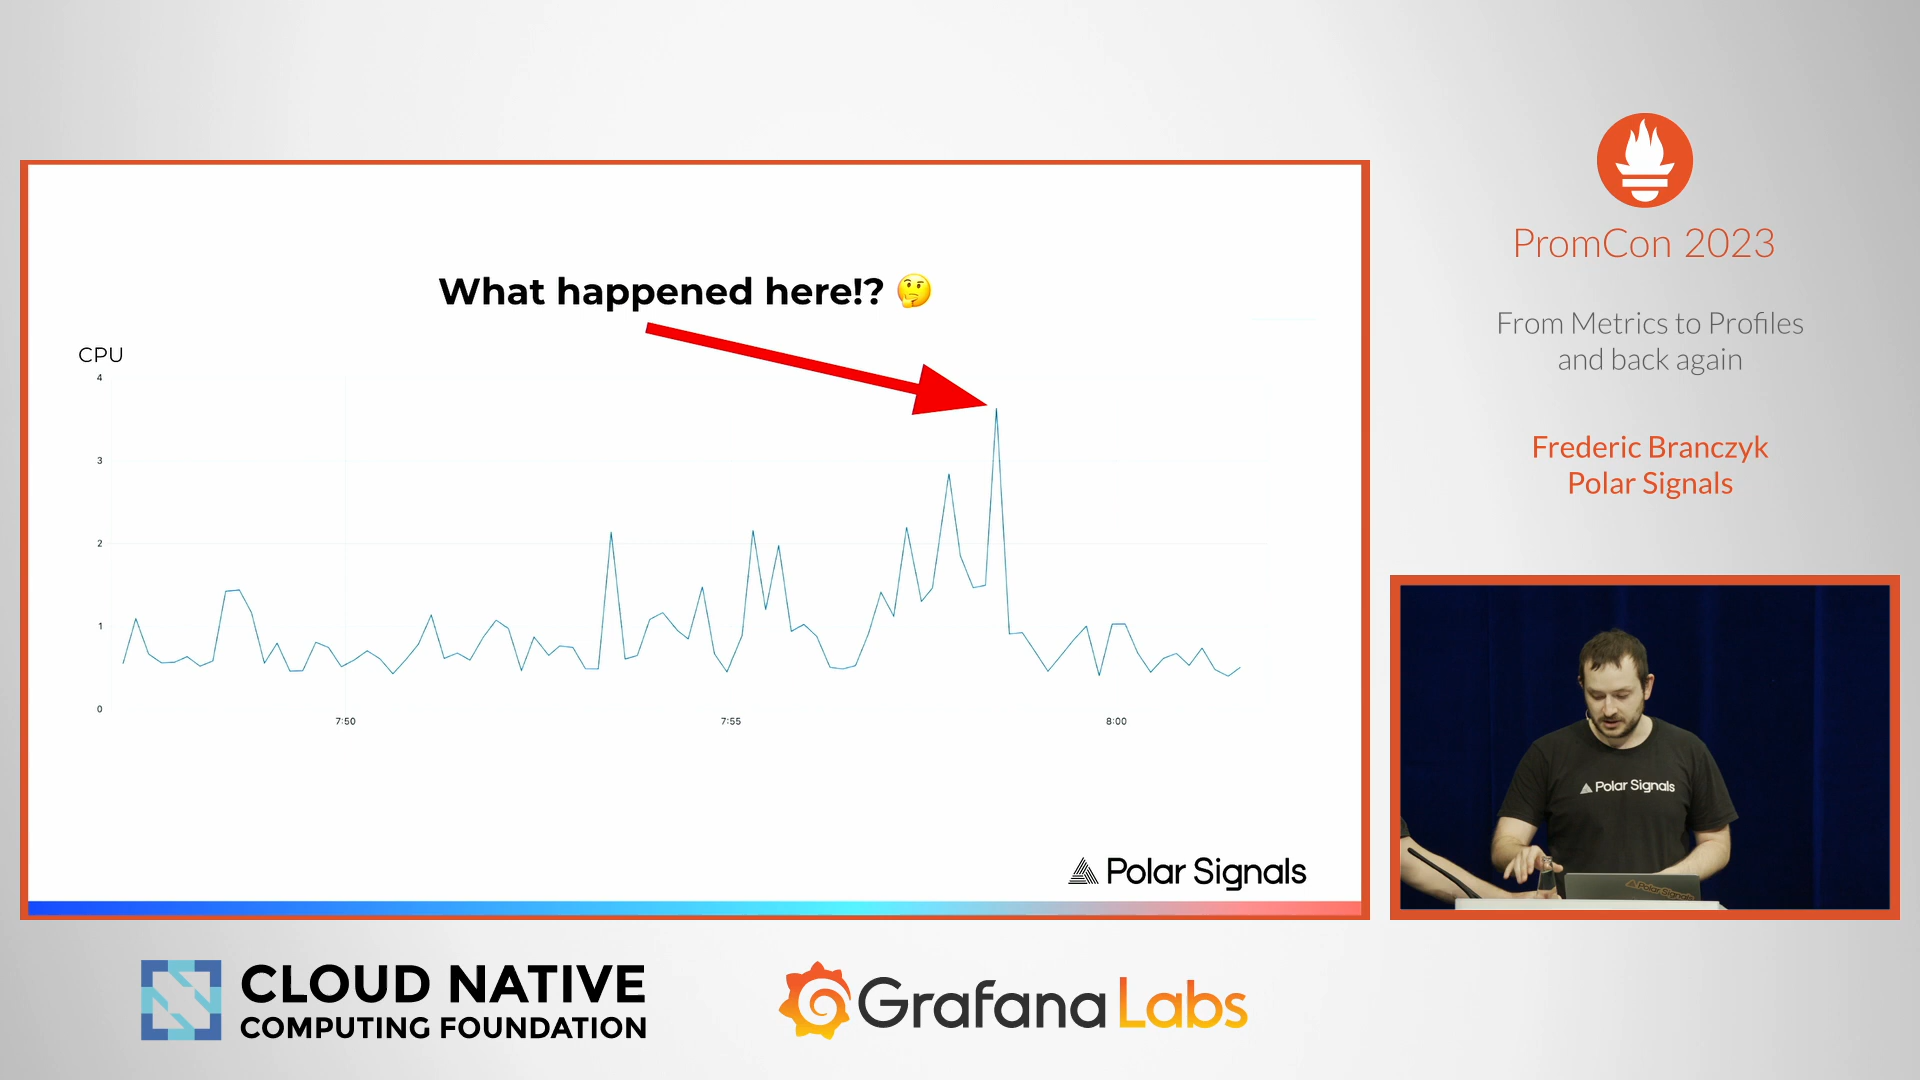 What happened here!? 🤔
CPU
4
3
2
1
0
7:50
7:55
8:00
Polar Signals
PromCon 2023
From Metrics to Profiles
and back again
Frederic Branczyk
Polar Signals
Polar Signals
Polar Signals
CLOUD NATIVE
COMPUTING FOUNDATION
Grafana Labs